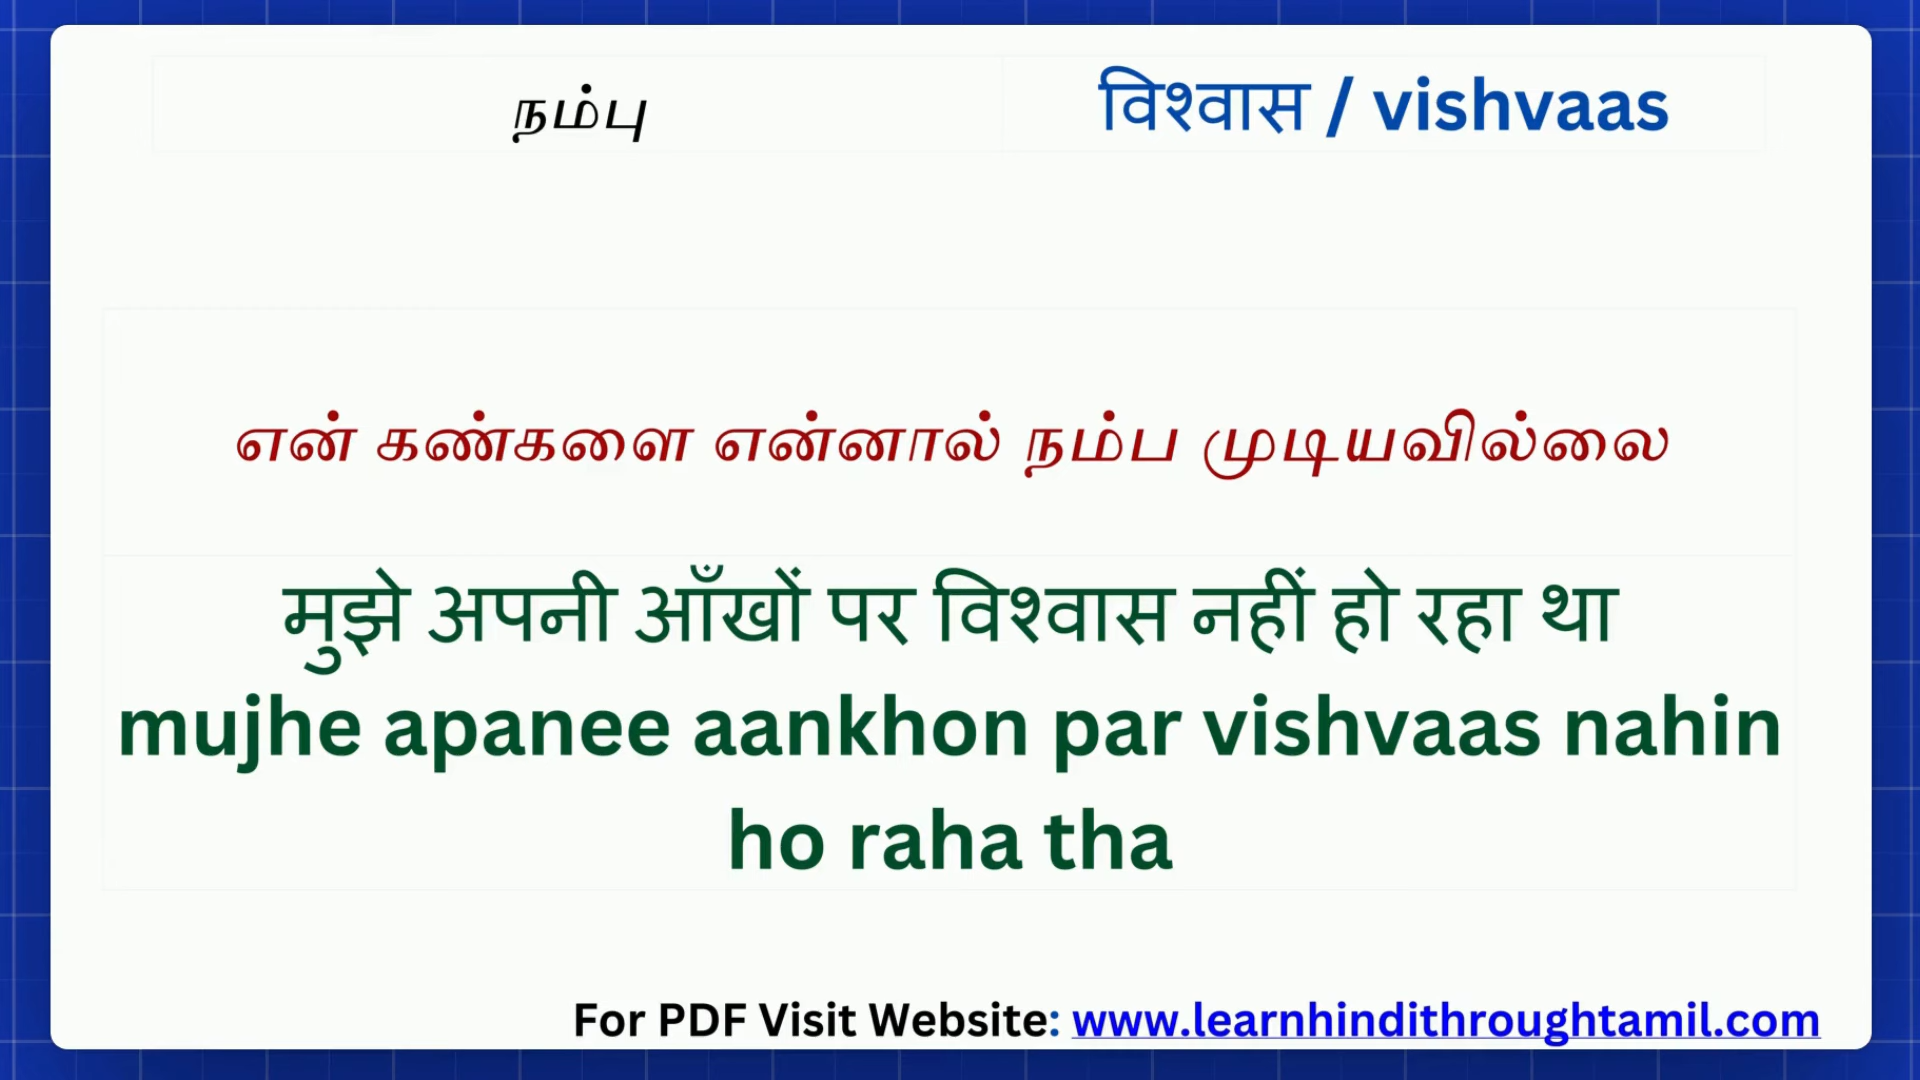 நம்பு
विश्वास / vishvaas
என் கண்களை என்னால் நம்ப முடியவில்லை
मुझे अपनी आँखों पर विश्वास नहीं हो रहा था
mujhe apanee aankhon par vishvaas nahin
ho raha tha
For PDF Visit Website: www.learnhindithroughtamil.com